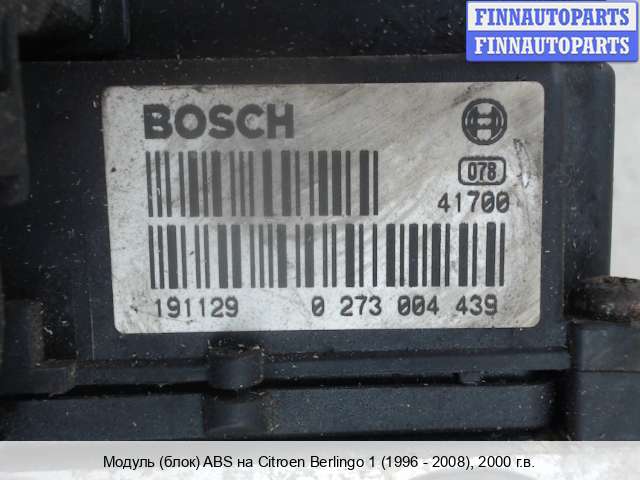 FINNAUTOPARTS
FINNAUTOPARTS
BOSCH
078
41700
191129 0 273 004 439
Модуль (блок) ABS на Citroen Berlingo 1 (1996 - 2008), 2000 г.в.